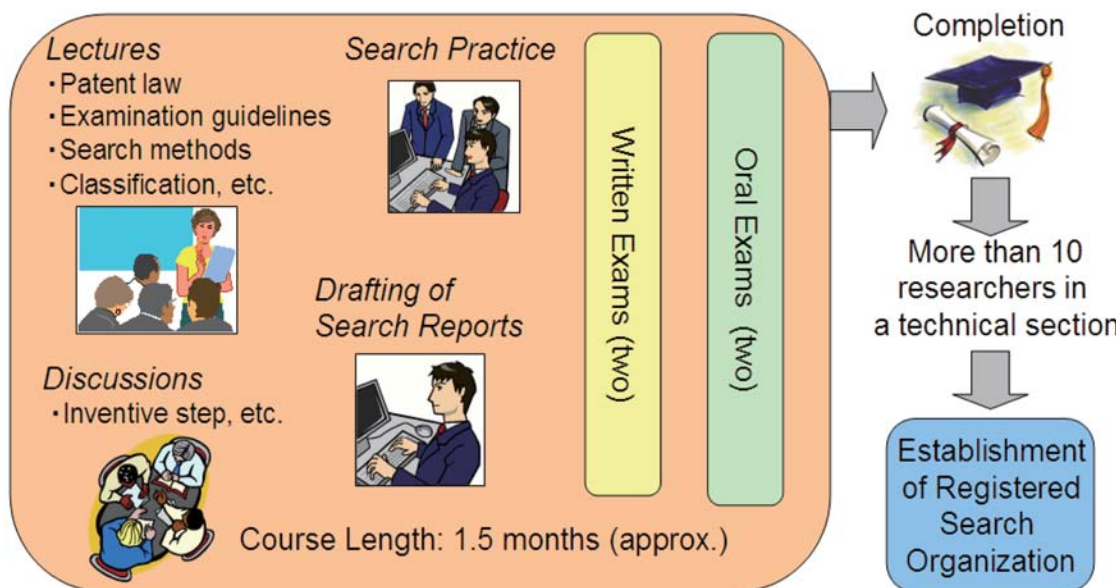 Lectures
・Patent law
・Examination guidelines
・Search methods
・Classification, etc.
Search Practice
Drafting of
Search Reports
Discussions
・Inventive step, etc.
Written Exams (two)
Oral Exams (two)
Course Length: 1.5 months (approx.)
Completion
More than 10
researchers in
a technical section
Establishment
of Registered
Search
Organization